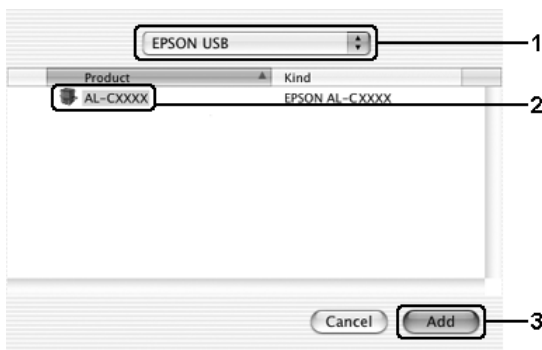 EPSON USB 1
Product Kind
AL-CXXXX EPSON AL-CXXXX 2
Cancel Add 3